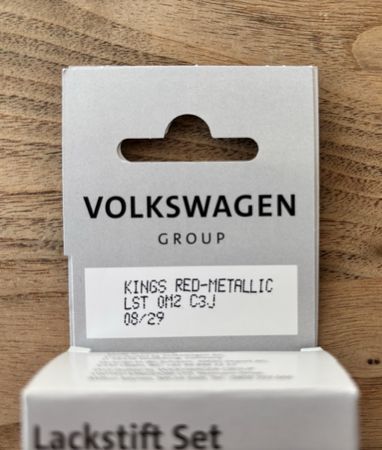 VOLKSWAGEN
GROUP
KINGS RED-METALLIC
LST 0M2 C3J
08/29
Lackstift Set